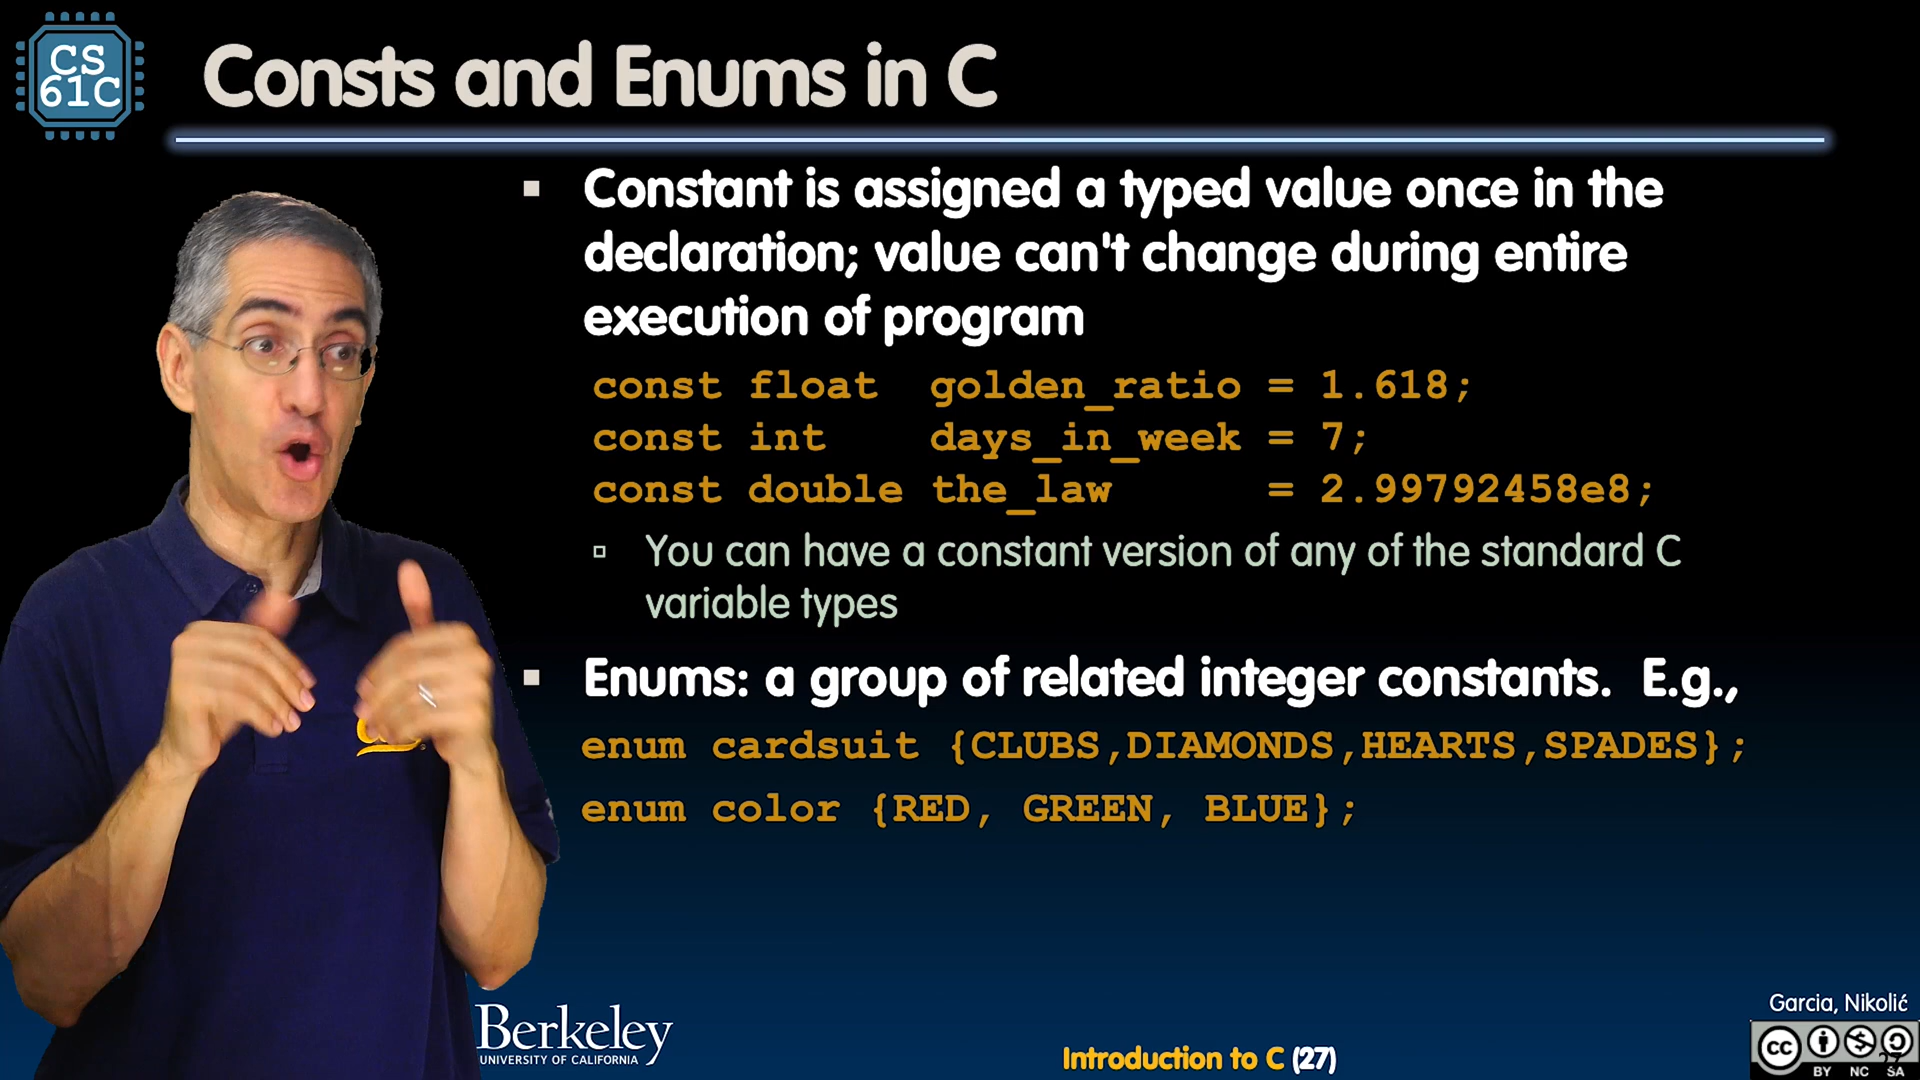 CS
61C
Consts and Enums in C
Constant is assigned a typed value once in the
declaration; value can't change during entire
execution of program
const float golden_ratio = 1.618;
const int days_in_week = 7;
const double the_law = 2.99792458e8;
You can have a constant version of any of the standard C
variable types
Enums: a group of related integer constants. E.g.,
enum cardsuit {CLUBS,DIAMONDS,HEARTS,SPADES};
enum color {RED, GREEN, BLUE};
Berkeley
UNIVERSITY OF CALIFORNIA
Introduction to C (27)
Garcia, Nikolić
cc
BY NC SA
27